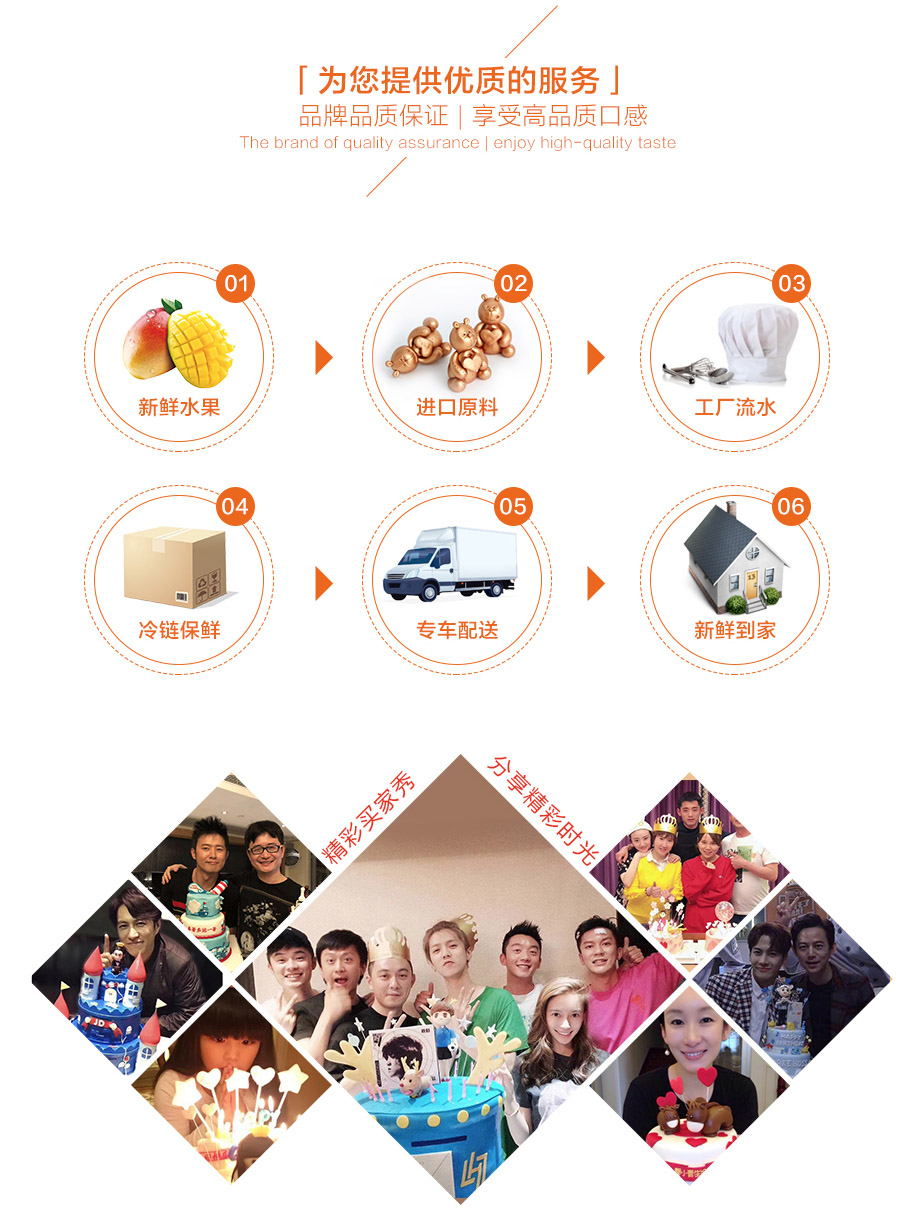 「为您提供优质的服务」
品牌品质保证 | 享受高品质口感
The brand of quality assurance | enjoy high-quality taste
01
02
03
新鲜水果
进口原料
工厂流水
04
05
06
13
冷链保鲜
专车配送
新鲜到家
精彩买家秀
分享精彩时光
JD